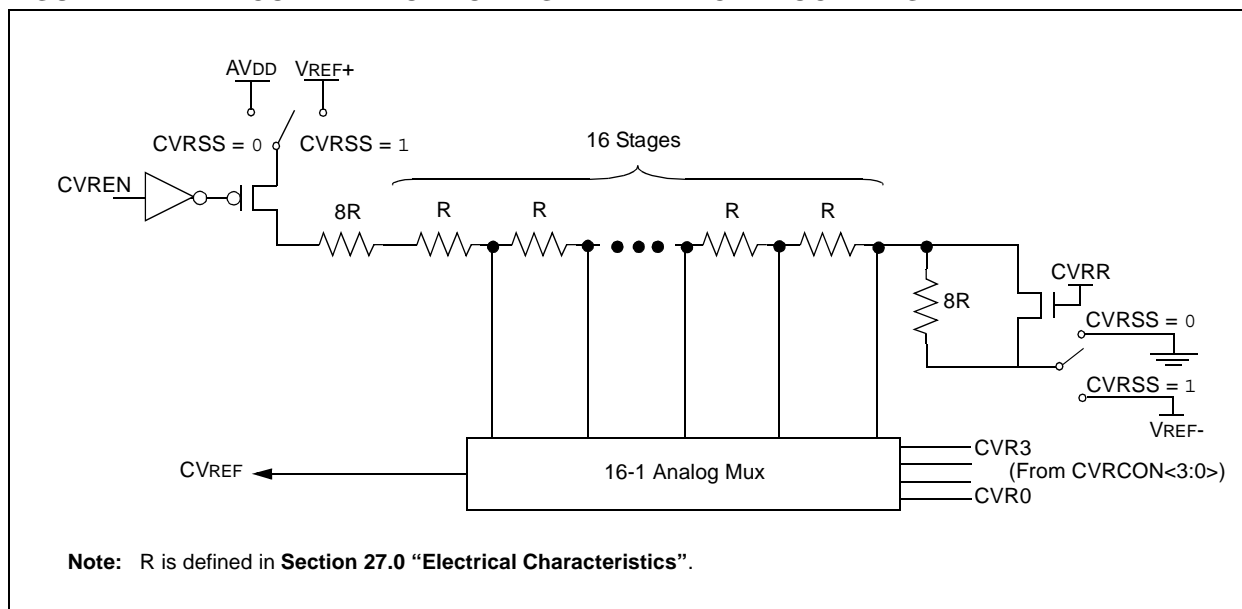 AVDD VREF+
CVRSS = 0 CVRSS = 1
16 Stages
CVREN
8R R R R R
CVRR
8R
CVRSS = 0
CVRSS = 1
VREF-
CVREF
16-1 Analog Mux
CVR3
(From CVRCON<3:0>)
CVR0
Note: R is defined in Section 27.0 “Electrical Characteristics”.